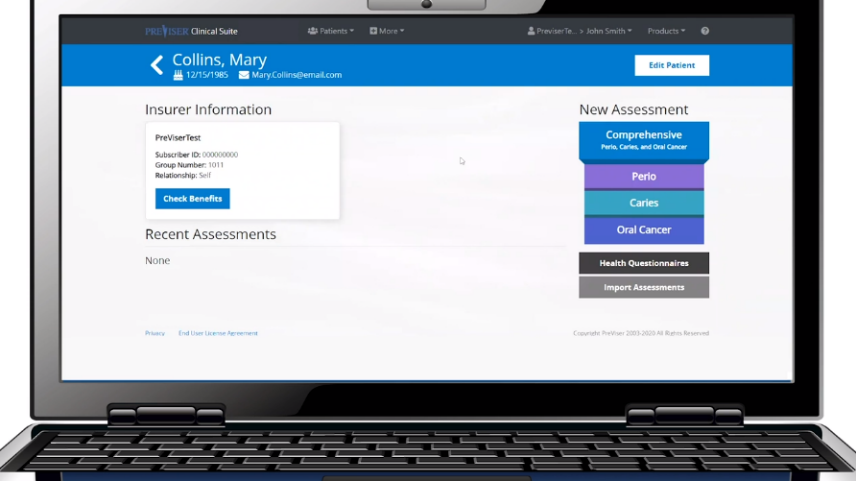 PREVISER Clinical Suite
Patients
More
PreviserTe... > John Smith
Products
Collins, Mary
12/15/1985 Mary.Collins@email.com
Edit Patient
Insurer Information
PreViserTest
Subscriber ID: 000000000
Group Number: 1011
Relationship: Self
Check Benefits
Recent Assessments
None
New Assessment
Comprehensive
Perio, Caries, and Oral Cancer
Perio
Caries
Oral Cancer
Health Questionnaires
Import Assessments
Privacy End User License Agreement
Copyright PreViser 2003-2020 All Rights Reserved